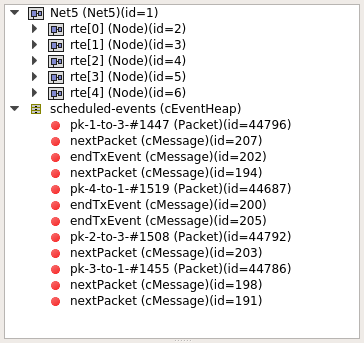 Net5 (Net5)(id=1)
rte[0] (Node)(id=2)
rte[1] (Node)(id=3)
rte[2] (Node)(id=4)
rte[3] (Node)(id=5)
rte[4] (Node)(id=6)
scheduled-events (cEventHeap)
pk-1-to-3-#1447 (Packet)(id=44796)
nextPacket (cMessage)(id=207)
endTxEvent (cMessage)(id=202)
nextPacket (cMessage)(id=194)
pk-4-to-1-#1519 (Packet)(id=44687)
endTxEvent (cMessage)(id=200)
endTxEvent (cMessage)(id=205)
pk-2-to-3-#1508 (Packet)(id=44792)
nextPacket (cMessage)(id=203)
pk-3-to-1-#1455 (Packet)(id=44786)
nextPacket (cMessage)(id=198)
nextPacket (cMessage)(id=191)